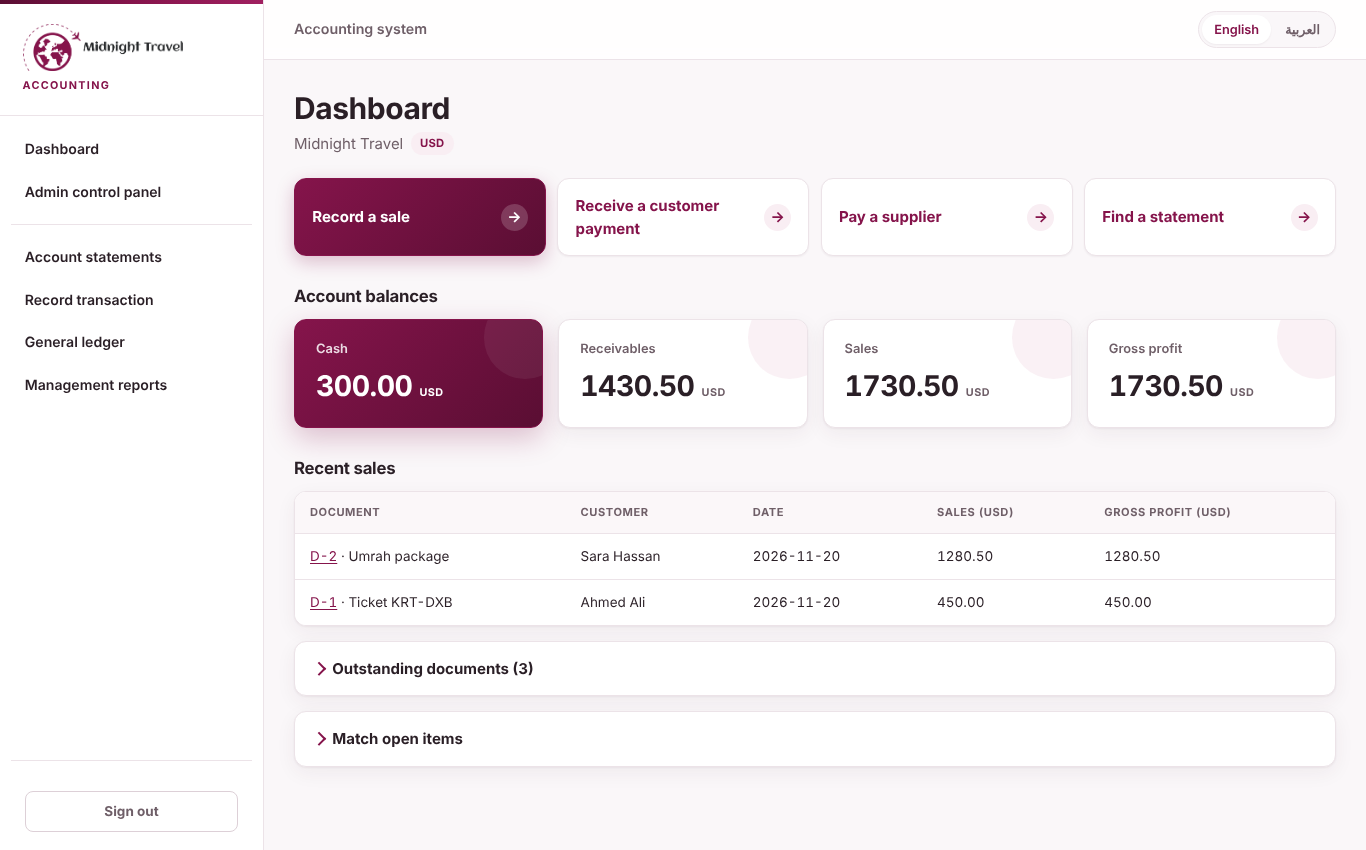 Midnight Travel
ACCOUNTING
Dashboard
Admin control panel
Account statements
Record transaction
General ledger
Management reports
Sign out
Accounting system
English
العربية
Dashboard
Midnight Travel USD
Record a sale
Receive a customer
payment
Pay a supplier
Find a statement
Account balances
Cash
300.00 USD
Receivables
1430.50 USD
Sales
1730.50 USD
Gross profit
1730.50 USD
Recent sales
DOCUMENT CUSTOMER DATE SALES (USD) GROSS PROFIT (USD)
D-2 · Umrah package Sara Hassan 2026-11-20 1280.50 1280.50
D-1 · Ticket KRT-DXB Ahmed Ali 2026-11-20 450.00 450.00
Outstanding documents (3)
Match open items